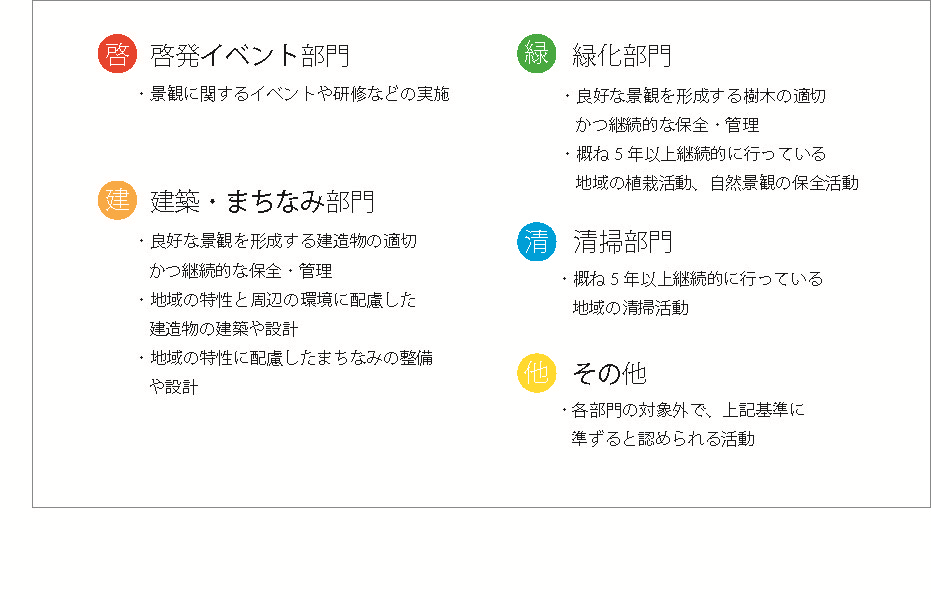 啓 啓発イベント部門
・景観に関するイベントや研修などの実施
建 建築・まちなみ部門
・良好な景観を形成する建造物の適切
かつ継続的な保全・管理
・地域の特性と周辺の環境に配慮した
建造物の建築や設計
・地域の特性に配慮したまちなみの整備
や設計
緑 緑化部門
・良好な景観を形成する樹木の適切
かつ継続的な保全・管理
・概ね 5 年以上継続的に行っている
地域の植栽活動、自然景観の保全活動
清 清掃部門
・概ね 5 年以上継続的に行っている
地域の清掃活動
他 その他
・各部門の対象外で、上記基準に
準ずると認められる活動